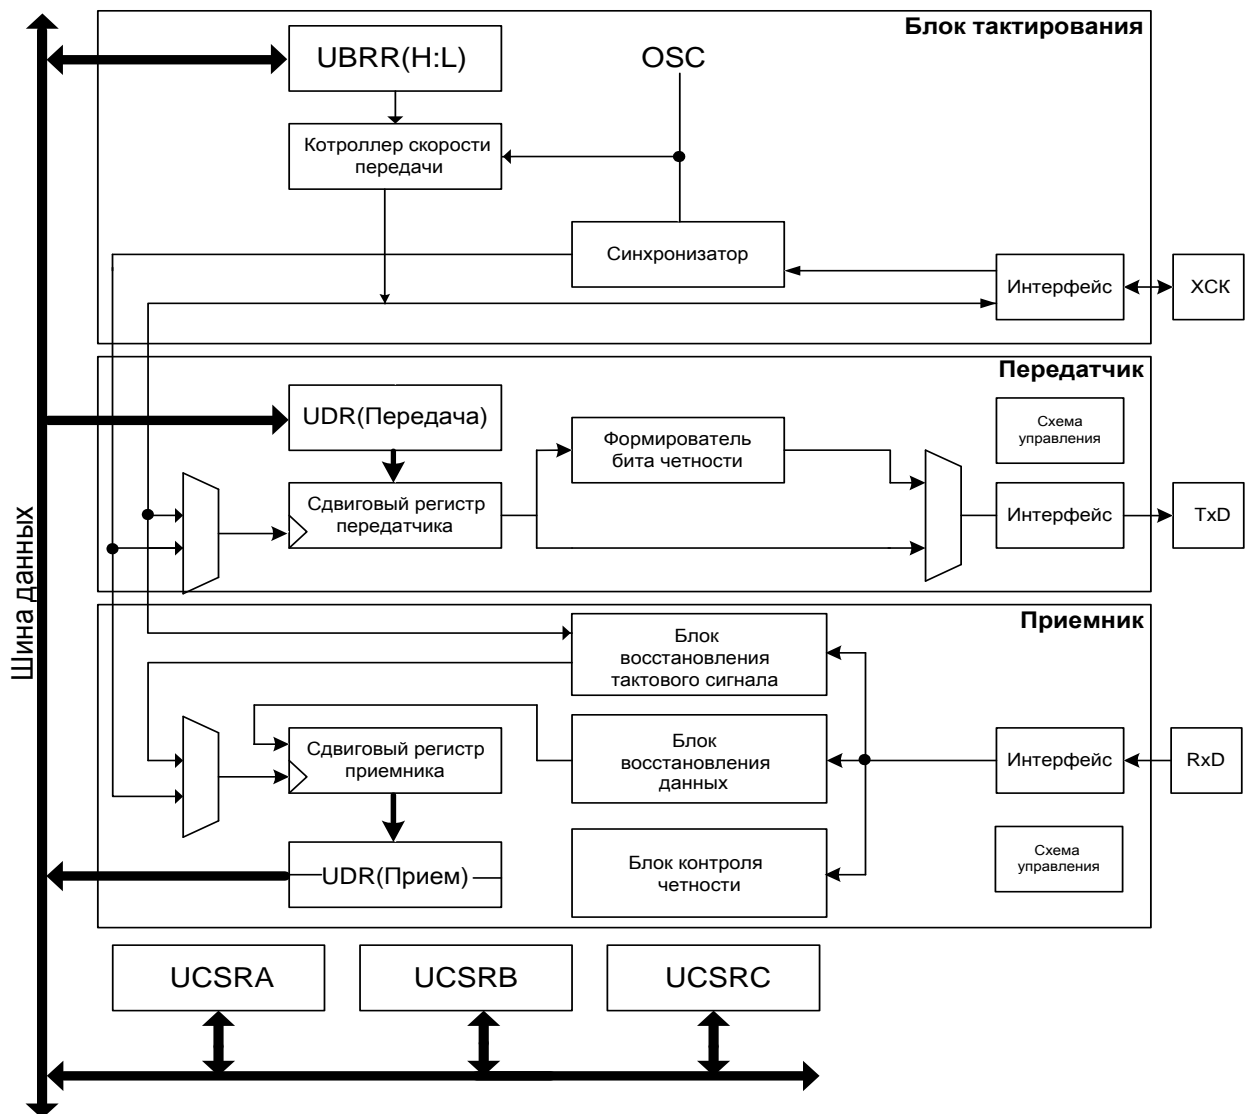 Блок тактирования
UBRR(H:L)
OSC
Котроллер скорости
передачи
Синхронизатор
Интерфейс
XCK
Передатчик
UDR(Передача)
Формирователь
бита четности
Схема
управления
Сдвиговый регистр
передатчика
Интерфейс
TxD
Шина данных
Приемник
Блок
восстановления
тактового сигнала
Сдвиговый регистр
приемника
Блок
восстановления
данных
Интерфейс
RxD
UDR(Прием)
Блок контроля
четности
Схема
управления
UCSRA
UCSRB
UCSRC